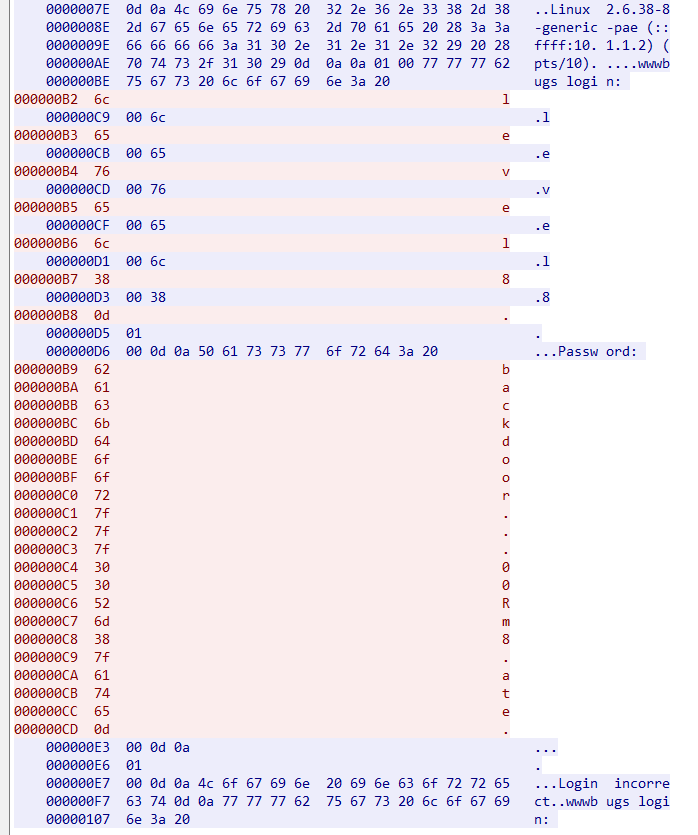 0000007E  0d 0a 4c 69 6e 75 78 20  32 2e 36 2e 33 38 2d 38  ..Linux  2.6.38-8
0000008E  2d 67 65 6e 65 72 69 63  2d 70 61 65 20 28 3a 3a  -generic -pae (::
0000009E  66 66 66 66 3a 31 30 2e  31 2e 31 2e 32 29 20 28  ffff:10. 1.1.2) (
000000AE  70 74 73 2f 31 30 29 0d  0a 0a 01 00 77 77 77 62  pts/10). ....wwwb
000000BE  75 67 73 20 6c 6f 67 69  6e 3a 20  ugs logi n:
000000B2  6c  l
000000C9  00 6c  .l
000000B3  65  e
000000CB  00 65  .e
000000B4  76  v
000000CD  00 76  .v
000000B5  65  e
000000CF  00 65  .e
000000B6  6c  l
000000D1  00 6c  .l
000000B7  38  8
000000D3  00 38  .8
000000B8  0d  .
000000D5  01  .
000000D6  00 0d 0a 50 61 73 73 77  6f 72 64 3a 20  ...Passw ord:
000000B9  62  b
000000BA  61  a
000000BB  63  c
000000BC  6b  k
000000BD  64  d
000000BE  6f  o
000000BF  6f  o
000000C0  72  r
000000C1  7f  .
000000C2  7f  .
000000C3  7f  .
000000C4  30  0
000000C5  30  0
000000C6  52  R
000000C7  6d  m
000000C8  38  8
000000C9  7f  .
000000CA  61  a
000000CB  74  t
000000CC  65  e
000000CD  0d  .
000000E3  00 0d 0a  ...
000000E6  01  .
000000E7  00 0d 0a 4c 6f 67 69 6e  20 69 6e 63 6f 72 72 65  ...Login  incorre
000000F7  63 74 0d 0a 77 77 77 62  75 67 73 20 6c 6f 67 69  ct..wwwb ugs logi
00000107  6e 3a 20  n: